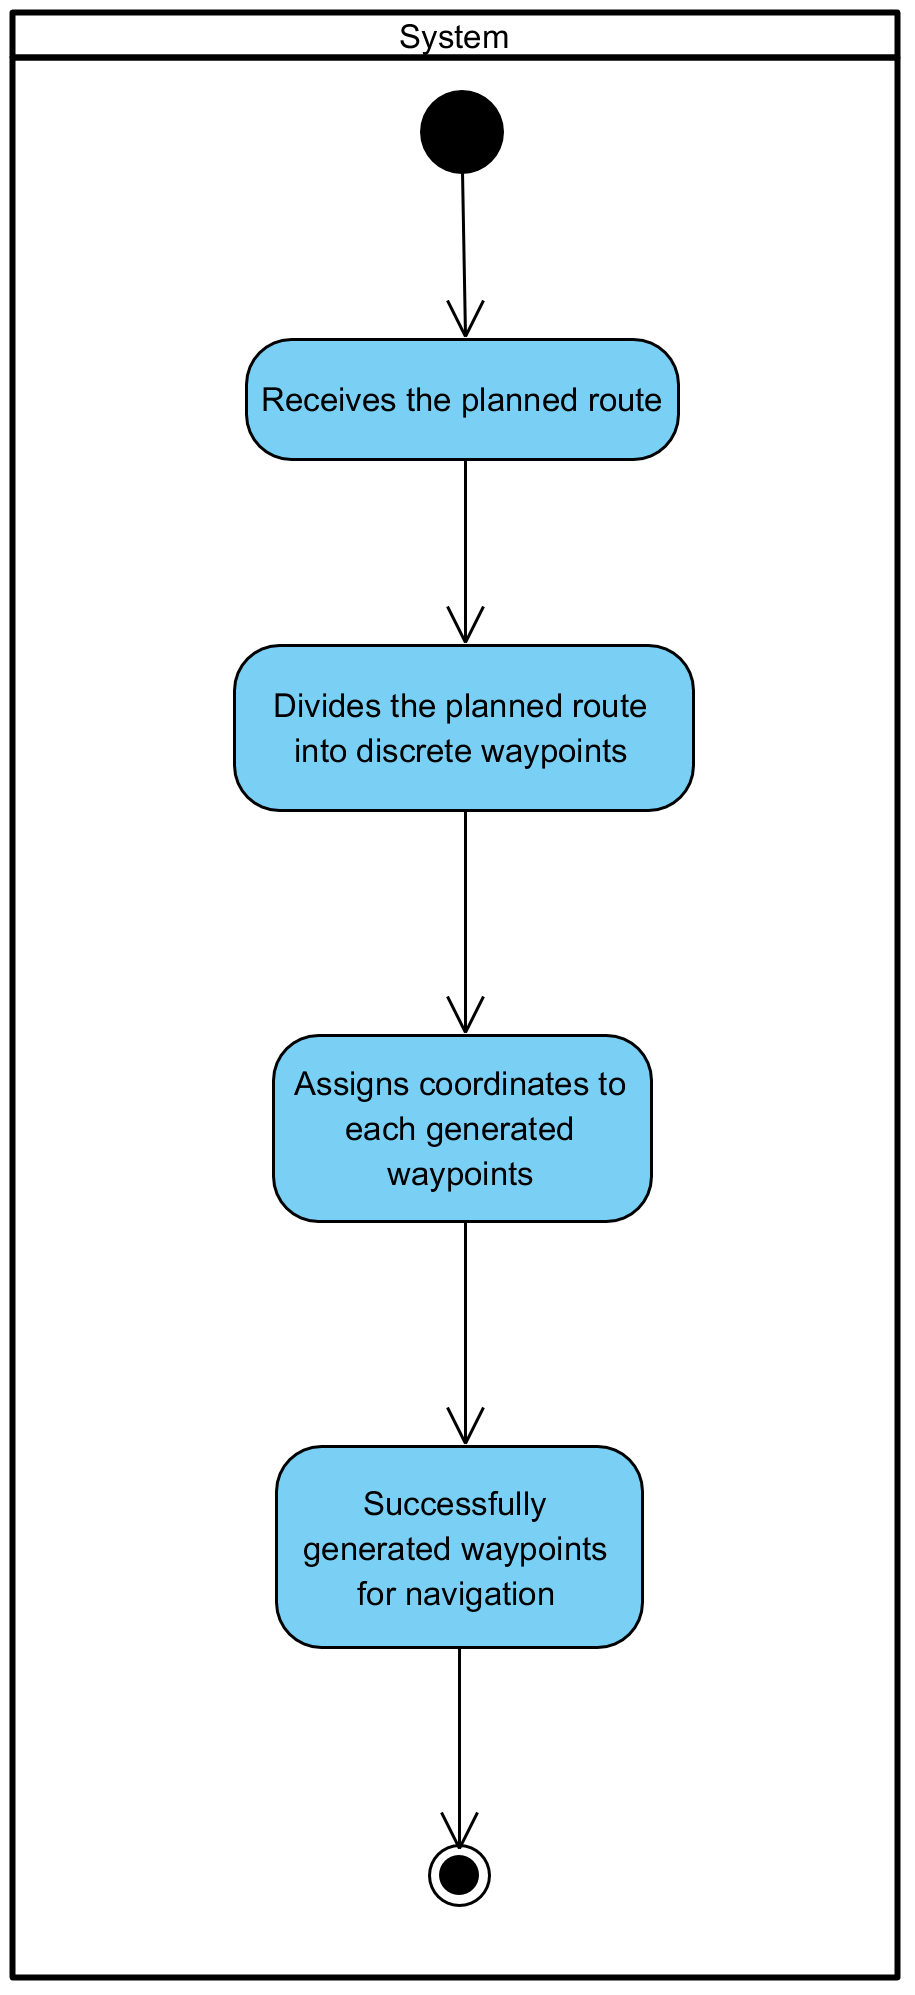 System
Receives the planned route
Divides the planned route
into discrete waypoints
Assigns coordinates to
each generated
waypoints
Successfully
generated waypoints
for navigation